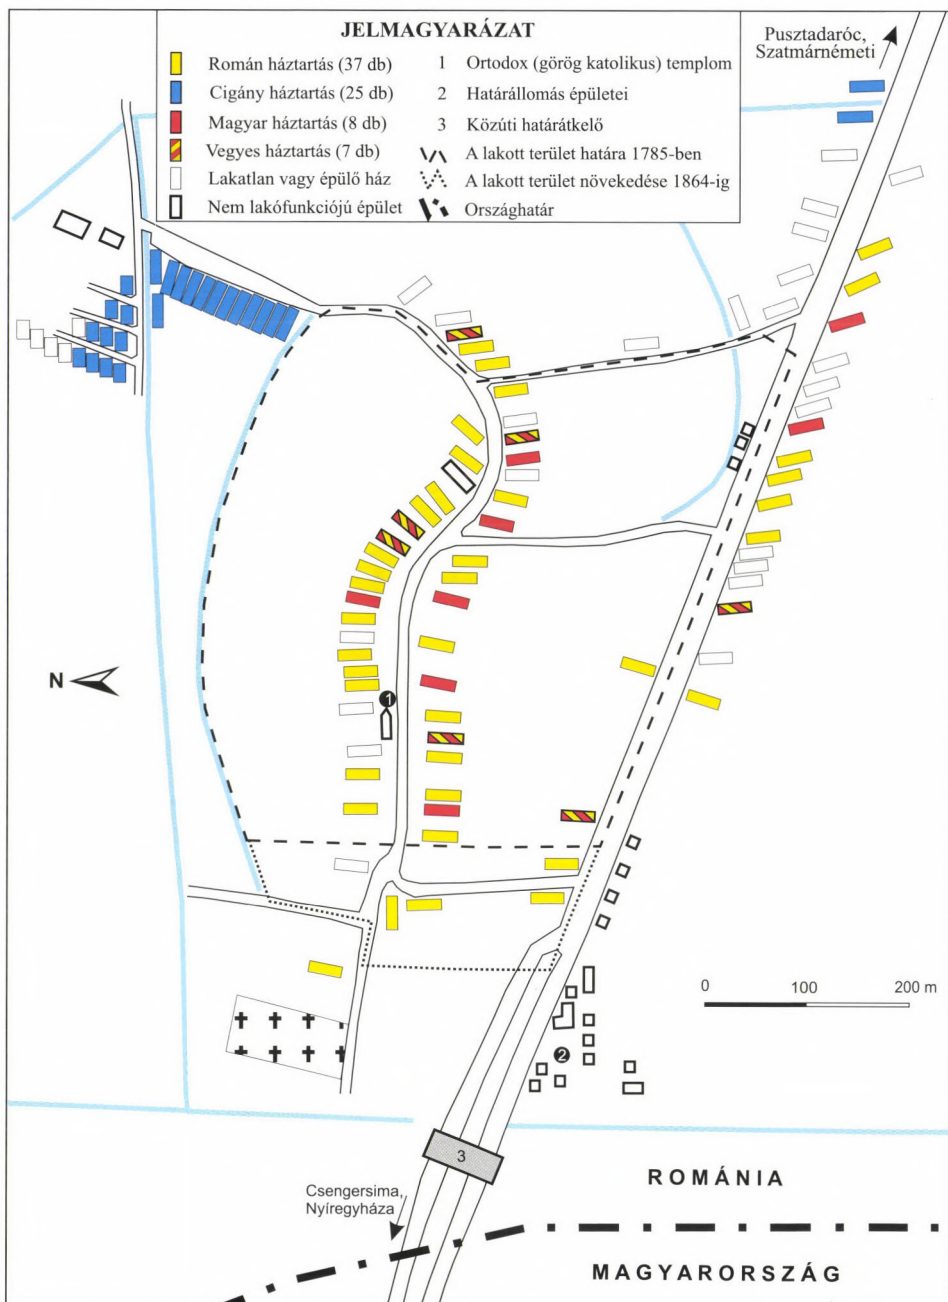 JELMAGYARÁZAT
Román háztartás (37 db)
Cigány háztartás (25 db)
Magyar háztartás (8 db)
Vegyes háztartás (7 db)
Lakatlan vagy épülő ház
Nem lakófunkciójú épület
1 Ortodox (görög katolikus) templom
2 Határállomás épületei
3 Közúti határátkelő
A lakott terület határa 1785-ben
A lakott terület növekedése 1864-ig
Országhatár
Pusztadaróc,
Szatmárnémeti
N
1
0 100 200 m
2
3
Csengersima,
Nyíregyháza
ROMÁNIA
MAGYARORSZÁG